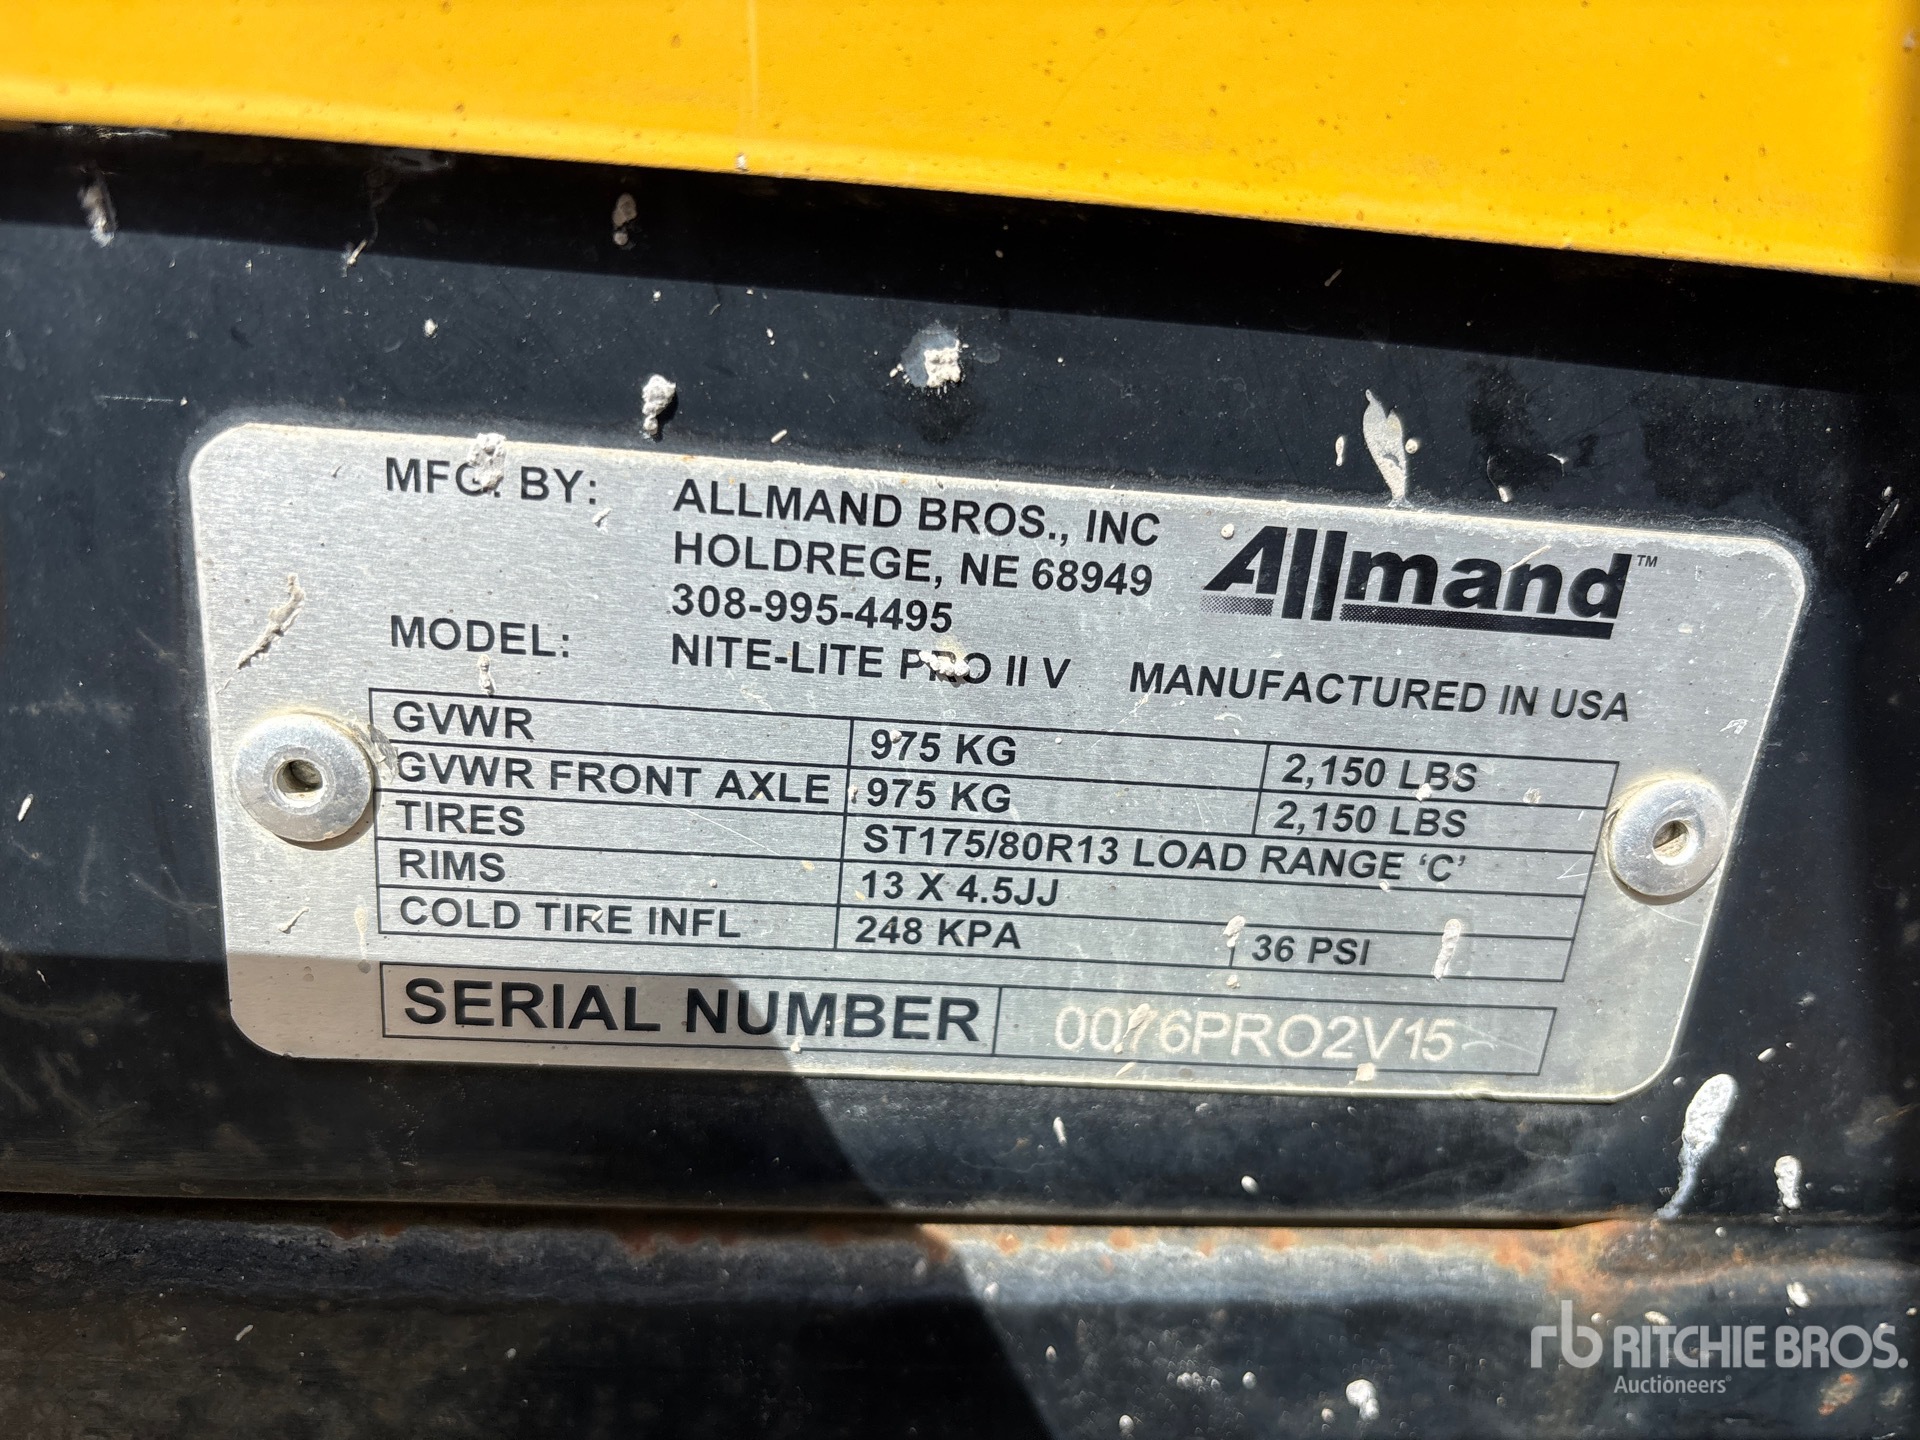 MFG. BY: ALLMAND BROS., INC
HOLDREGE, NE 68949
308-995-4495
Allmand™
MODEL: NITE-LITE PRO II V MANUFACTURED IN USA
GVWR 975 KG 2,150 LBS
GVWR FRONT AXLE 975 KG 2,150 LBS
TIRES ST175/80R13 LOAD RANGE ‘C’
RIMS 13 X 4.5JJ
COLD TIRE INFL 248 KPA 36 PSI
SERIAL NUMBER 0076PRO2V15
rb RITCHIE BROS.
Auctioneers